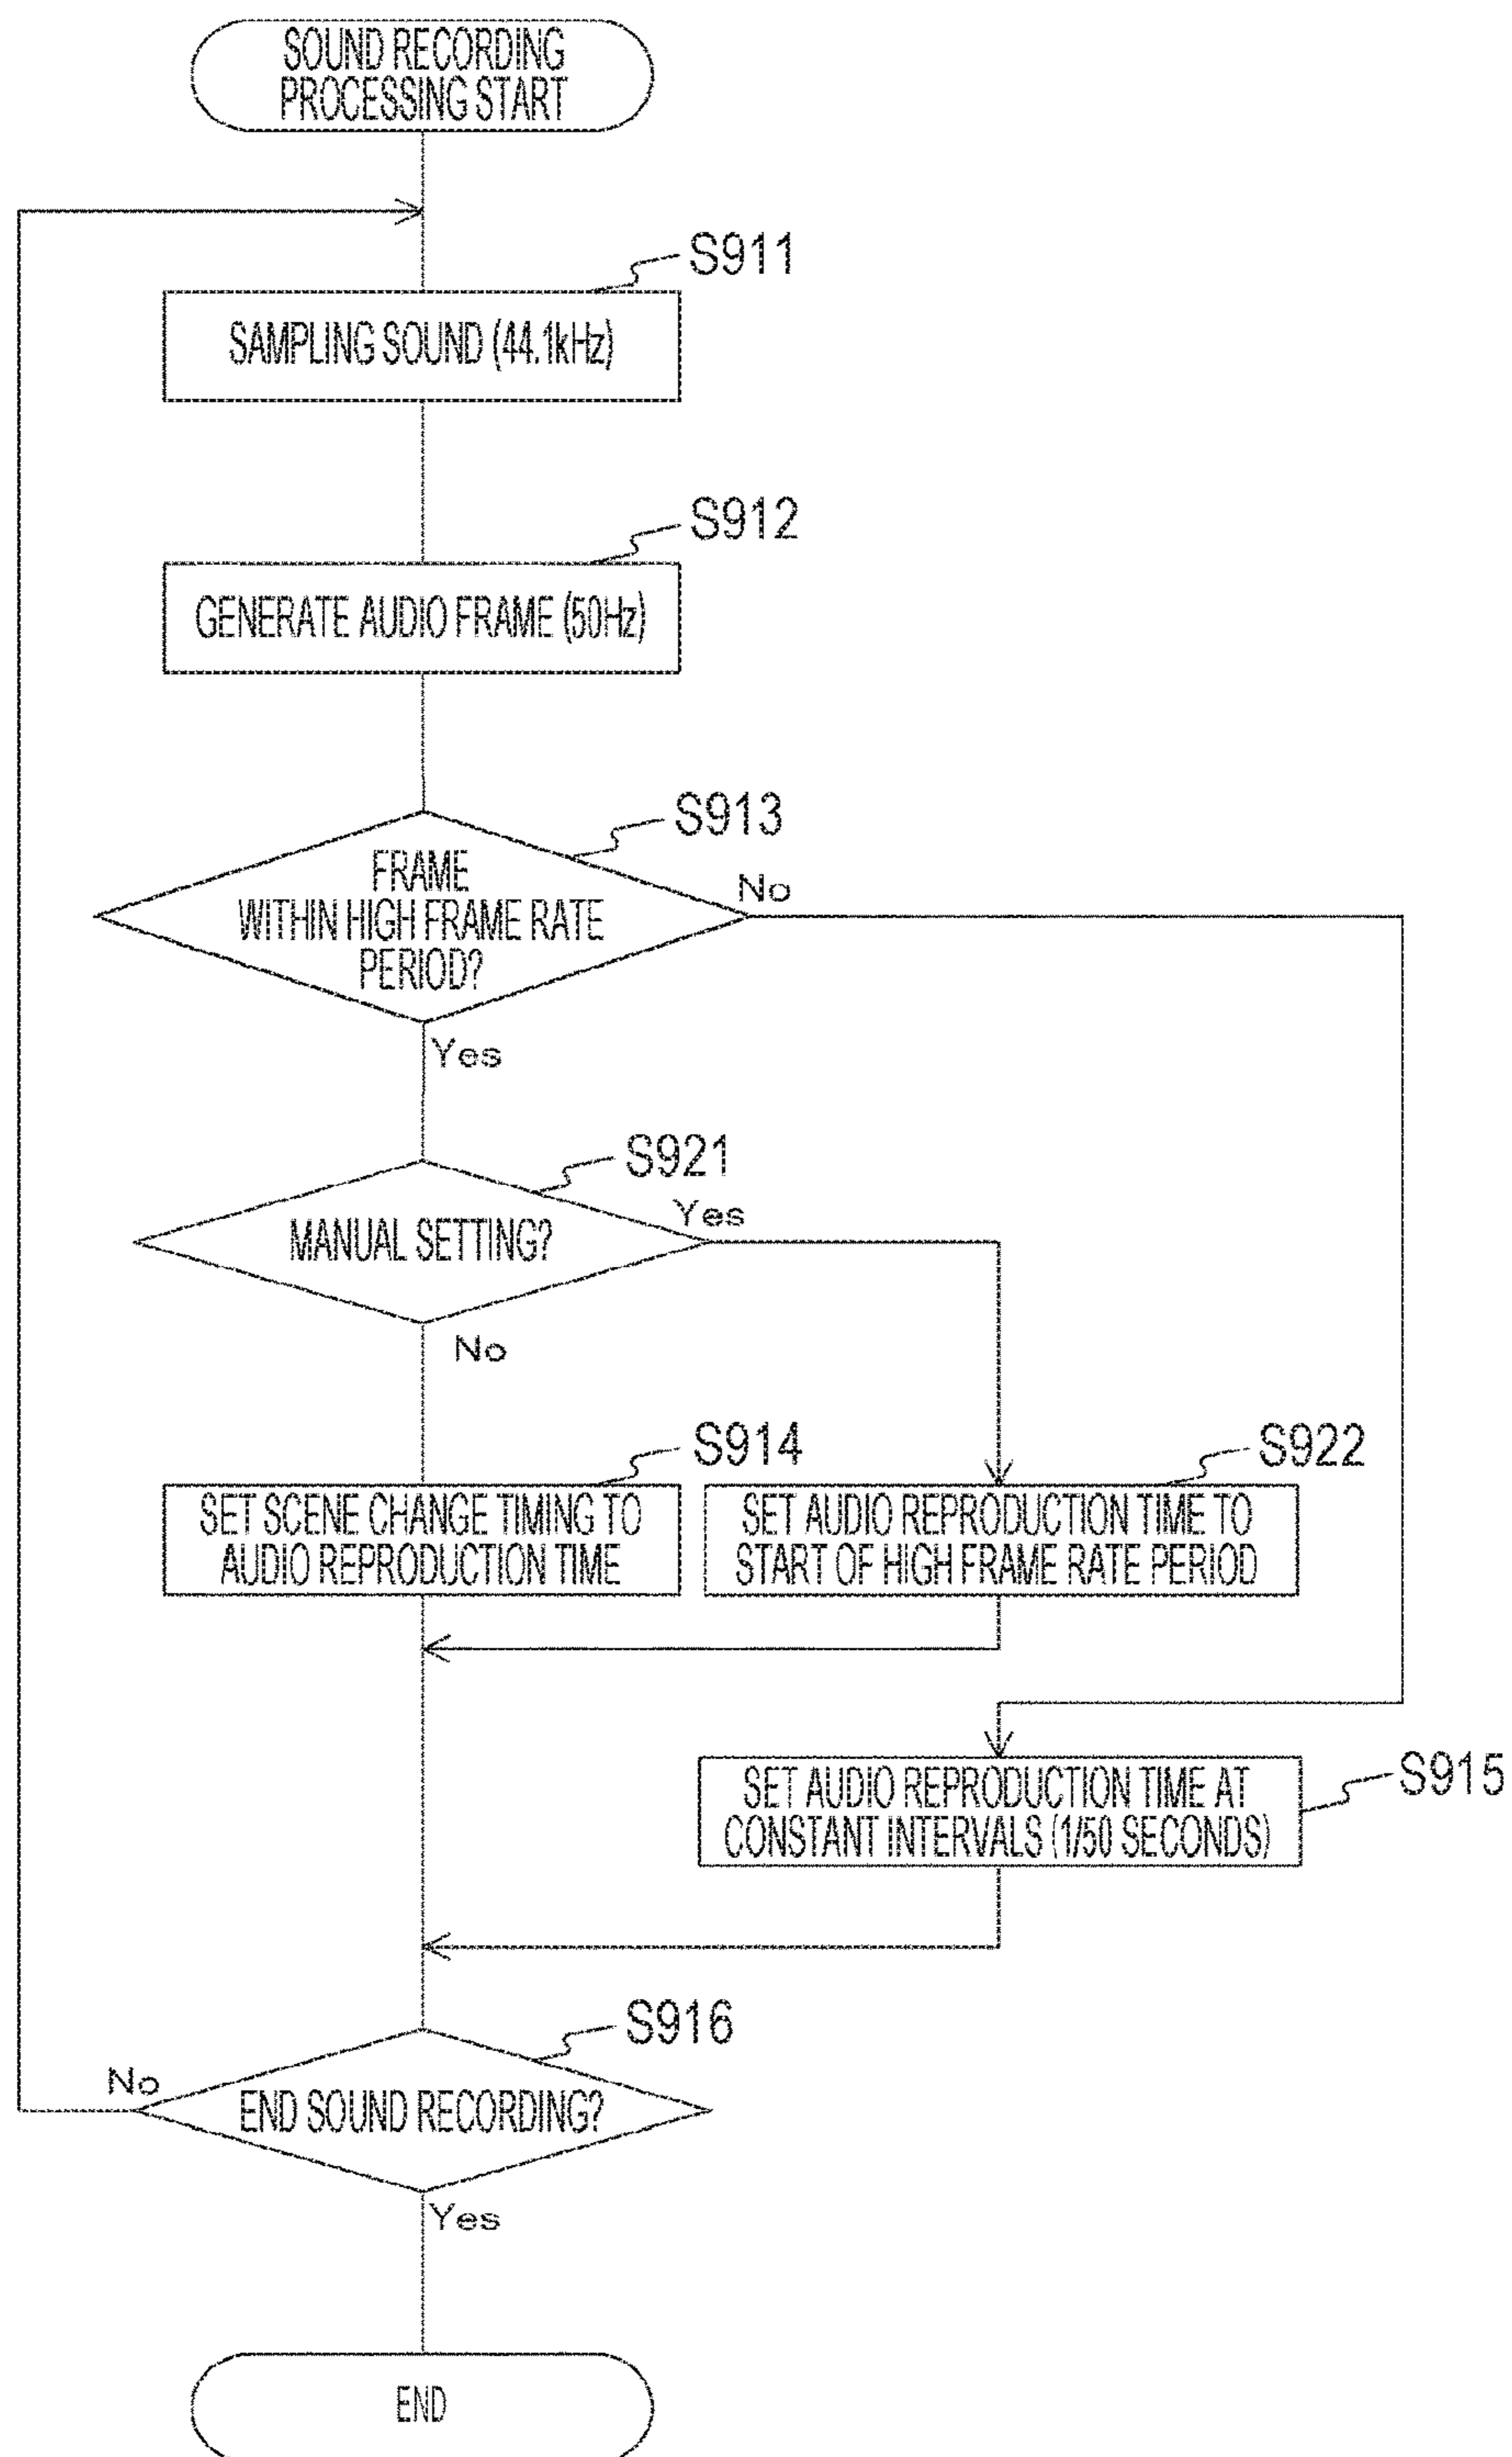 SOUND RECORDING
PROCESSING START
S911
SAMPLING SOUND (44.1kHz)
S912
GENERATE AUDIO FRAME (50Hz)
S913
FRAME
WITHIN HIGH FRAME RATE
PERIOD?
No
Yes
S921
MANUAL SETTING?
Yes
No
S914
SET SCENE CHANGE TIMING TO
AUDIO REPRODUCTION TIME
S922
SET AUDIO REPRODUCTION TIME TO
START OF HIGH FRAME RATE PERIOD
S915
SET AUDIO REPRODUCTION TIME AT
CONSTANT INTERVALS (1/50 SECONDS)
S916
END SOUND RECORDING?
No
Yes
END